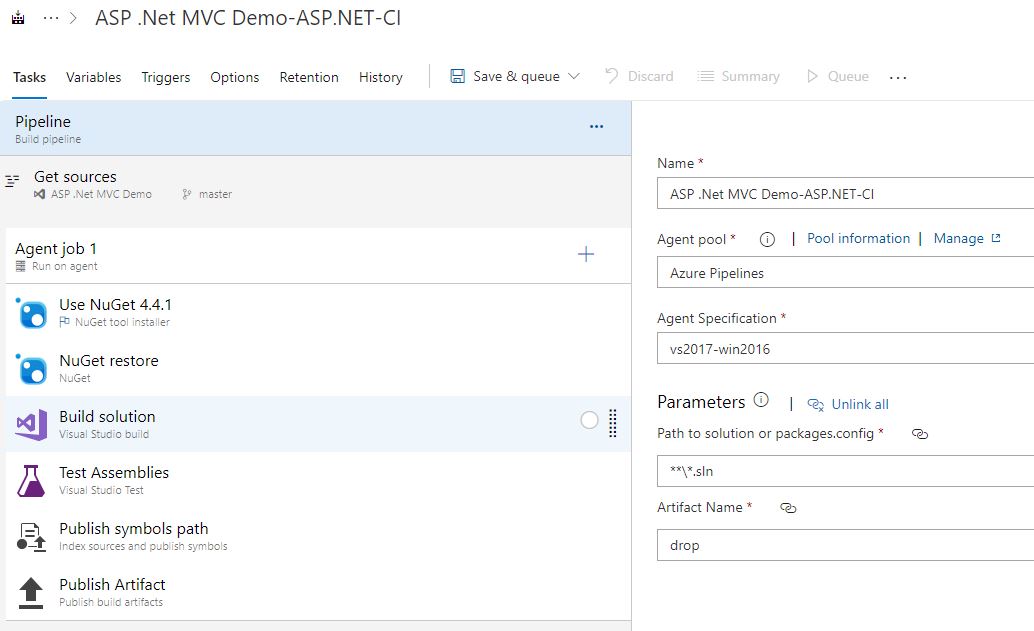 ··· > ASP .Net MVC Demo-ASP.NET-CI
Tasks Variables Triggers Options Retention History Save & queue Discard Summary Queue ···
Pipeline
Build pipeline
···
Get sources
ASP .Net MVC Demo master
Agent job 1
Run on agent
+
Use NuGet 4.4.1
NuGet tool installer
NuGet restore
NuGet
Build solution
Visual Studio build
Test Assemblies
Visual Studio Test
Publish symbols path
Index sources and publish symbols
Publish Artifact
Publish build artifacts
Name *
ASP .Net MVC Demo-ASP.NET-CI
Agent pool * | Pool information | Manage
Azure Pipelines
Agent Specification *
vs2017-win2016
Parameters | Unlink all
Path to solution or packages.config *
**\*.sln
Artifact Name *
drop